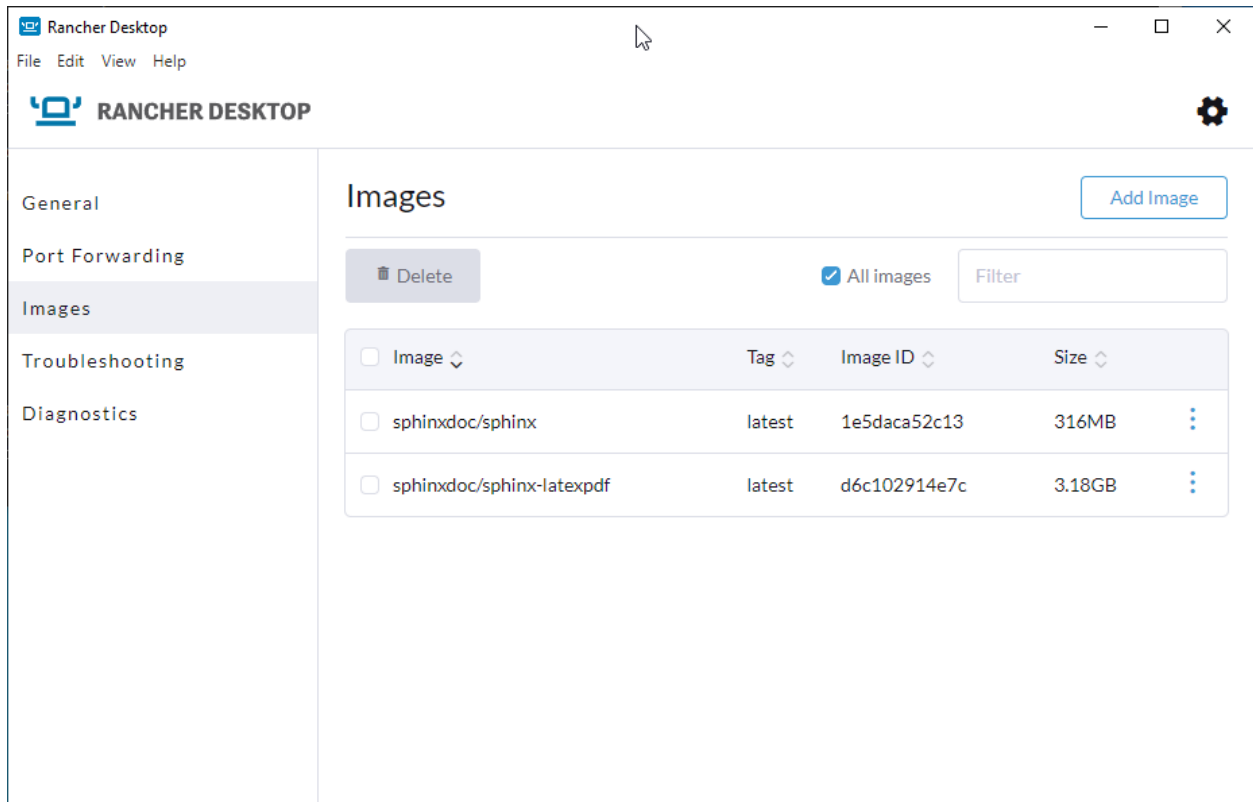 Rancher Desktop
File Edit View Help
RANCHER DESKTOP
General
Port Forwarding
Images
Troubleshooting
Diagnostics
Images
Add Image
Delete
All images
Filter
Image Tag Image ID Size
sphinxdoc/sphinx latest 1e5daca52c13 316MB
sphinxdoc/sphinx-latexpdf latest d6c102914e7c 3.18GB